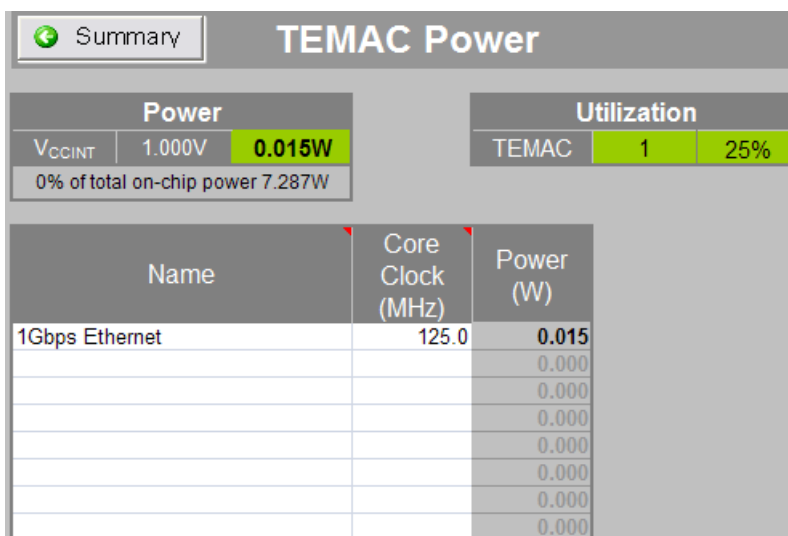 Summary
TEMAC Power
Power
VCCINT 1.000V 0.015W
0% of total on-chip power 7.287W
Utilization
TEMAC 1 25%
Name
Core
Clock
(MHz)
Power
(W)
1Gbps Ethernet 125.0 0.015
0.000
0.000
0.000
0.000
0.000
0.000
0.000